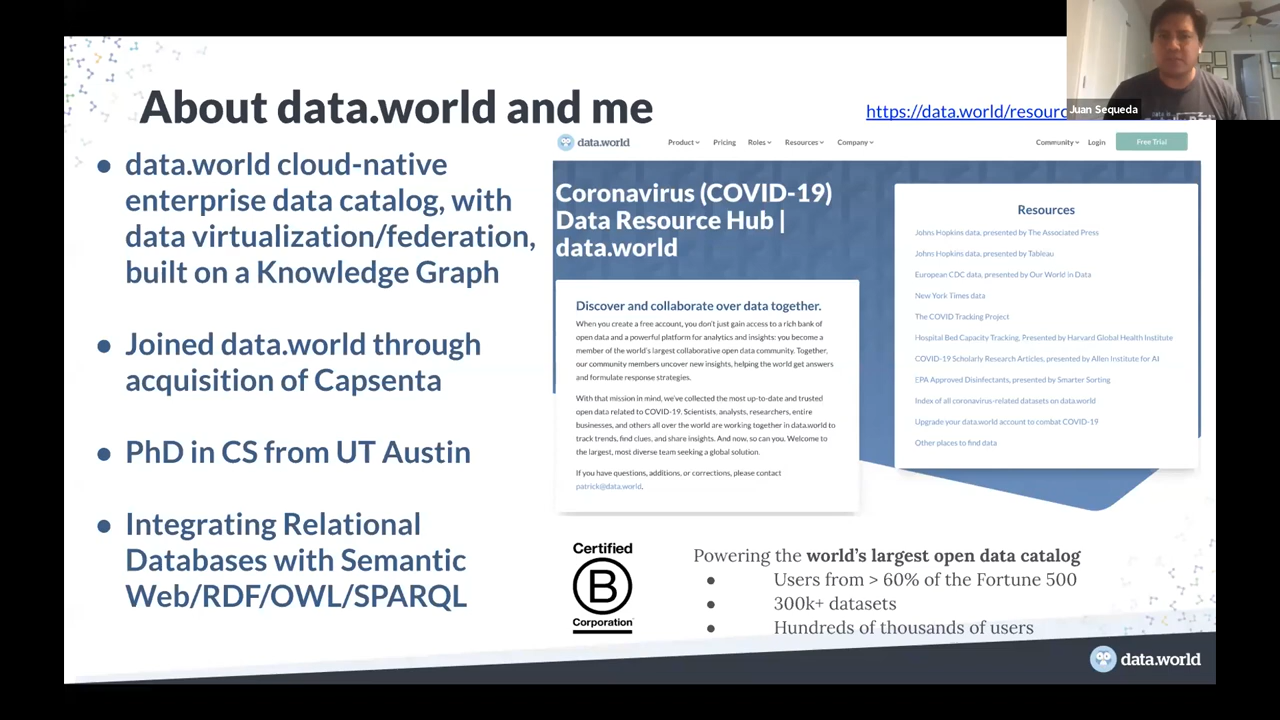 About data.world and me
https://data.world/resour
Juan Sequeda
● data.world cloud-native
enterprise data catalog, with
data virtualization/federation,
built on a Knowledge Graph
● Joined data.world through
acquisition of Capsenta
● PhD in CS from UT Austin
● Integrating Relational
Databases with Semantic
Web/RDF/OWL/SPARQL
data.world Product Pricing Roles Resources Company Community Login Free Trial
Coronavirus (COVID-19)
Data Resource Hub |
data.world
Discover and collaborate over data together.
When you create a free account, you don't just gain access to a rich bank of
open data and a powerful platform for analytics and insights: you become a
member of the world's largest collaborative open data community. Together,
our community members uncover new insights, helping the world get answers
and formulate response strategies.
With that mission in mind, we've collected the most up-to-date and trusted
open data related to COVID-19. Scientists, analysts, researchers, entire
businesses, and others all over the world are working together in data.world to
track trends, find clues, and share insights. And now, so can you. Welcome to
the largest, most diverse team seeking a global solution.
If you have questions, additions, or corrections, please contact
patrick@data.world.
Resources
Johns Hopkins data, presented by The Associated Press
Johns Hopkins data, presented by Tableau
European CDC data, presented by Our World in Data
New York Times data
The COVID Tracking Project
Hospital Bed Capacity Tracking, Presented by Harvard Global Health Institute
COVID-19 Scholarly Research Articles, presented by Allen Institute for AI
EPA Approved Disinfectants, presented by Smarter Sorting
Index of all coronavirus-related datasets on data.world
Upgrade your data.world account to combat COVID-19
Other places to find data
Certified
B
Corporation
Powering the world's largest open data catalog
● Users from > 60% of the Fortune 500
● 300k+ datasets
● Hundreds of thousands of users
data.world